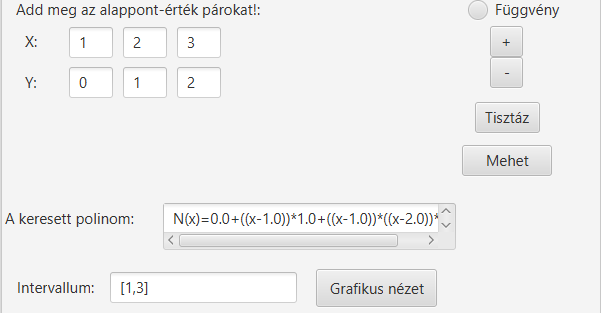 Add meg az alappont-érték párokat!:
Függvény
X: 1 2 3
+
Y: 0 1 2
-
Tisztáz
Mehet
A keresett polinom: N(x)=0.0+((x-1.0))*1.0+((x-1.0))*((x-2.0))*
Intervallum: [1,3] Grafikus nézet